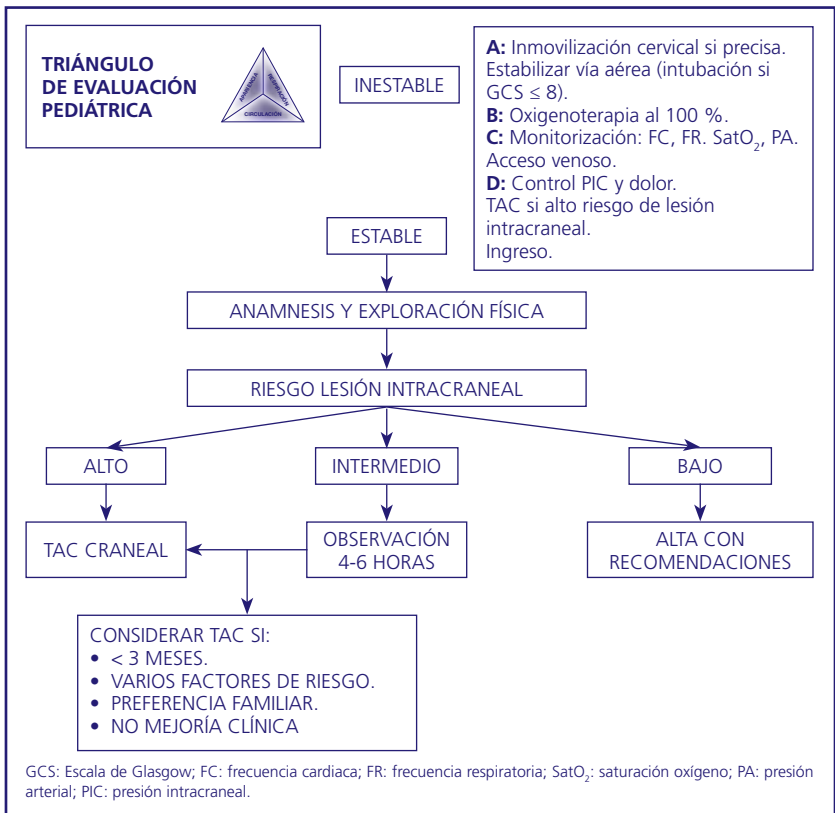 TRIÁNGULO
DE EVALUACIÓN
PEDIÁTRICA
APARIENCIA
RESPIRACIÓN
CIRCULACIÓN
INESTABLE
A: Inmovilización cervical si precisa.
Estabilizar vía aérea (intubación si
GCS ≤ 8).
B: Oxigenoterapia al 100 %.
C: Monitorización: FC, FR. SatO₂, PA.
Acceso venoso.
D: Control PIC y dolor.
TAC si alto riesgo de lesión
intracraneal.
Ingreso.
ESTABLE
ANAMNESIS Y EXPLORACIÓN FÍSICA
RIESGO LESIÓN INTRACRANEAL
ALTO
INTERMEDIO
BAJO
TAC CRANEAL
OBSERVACIÓN
4-6 HORAS
ALTA CON
RECOMENDACIONES
CONSIDERAR TAC SI:
• < 3 MESES.
• VARIOS FACTORES DE RIESGO.
• PREFERENCIA FAMILIAR.
• NO MEJORÍA CLÍNICA
GCS: Escala de Glasgow; FC: frecuencia cardiaca; FR: frecuencia respiratoria; SatO₂: saturación oxígeno; PA: presión
arterial; PIC: presión intracraneal.